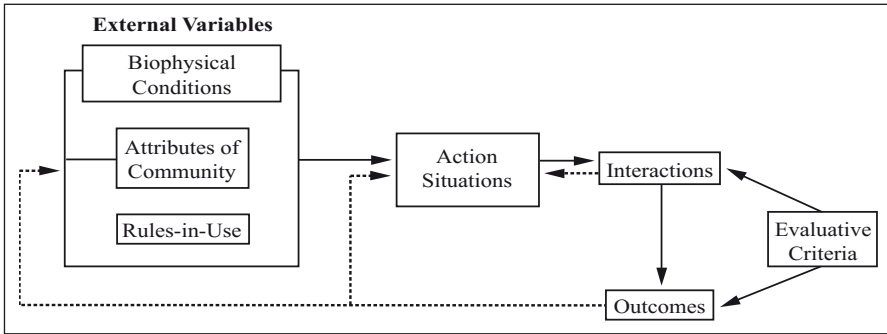 External Variables
Biophysical
Conditions
Attributes of
Community
Rules-in-Use
Action
Situations
Interactions
Outcomes
Evaluative
Criteria